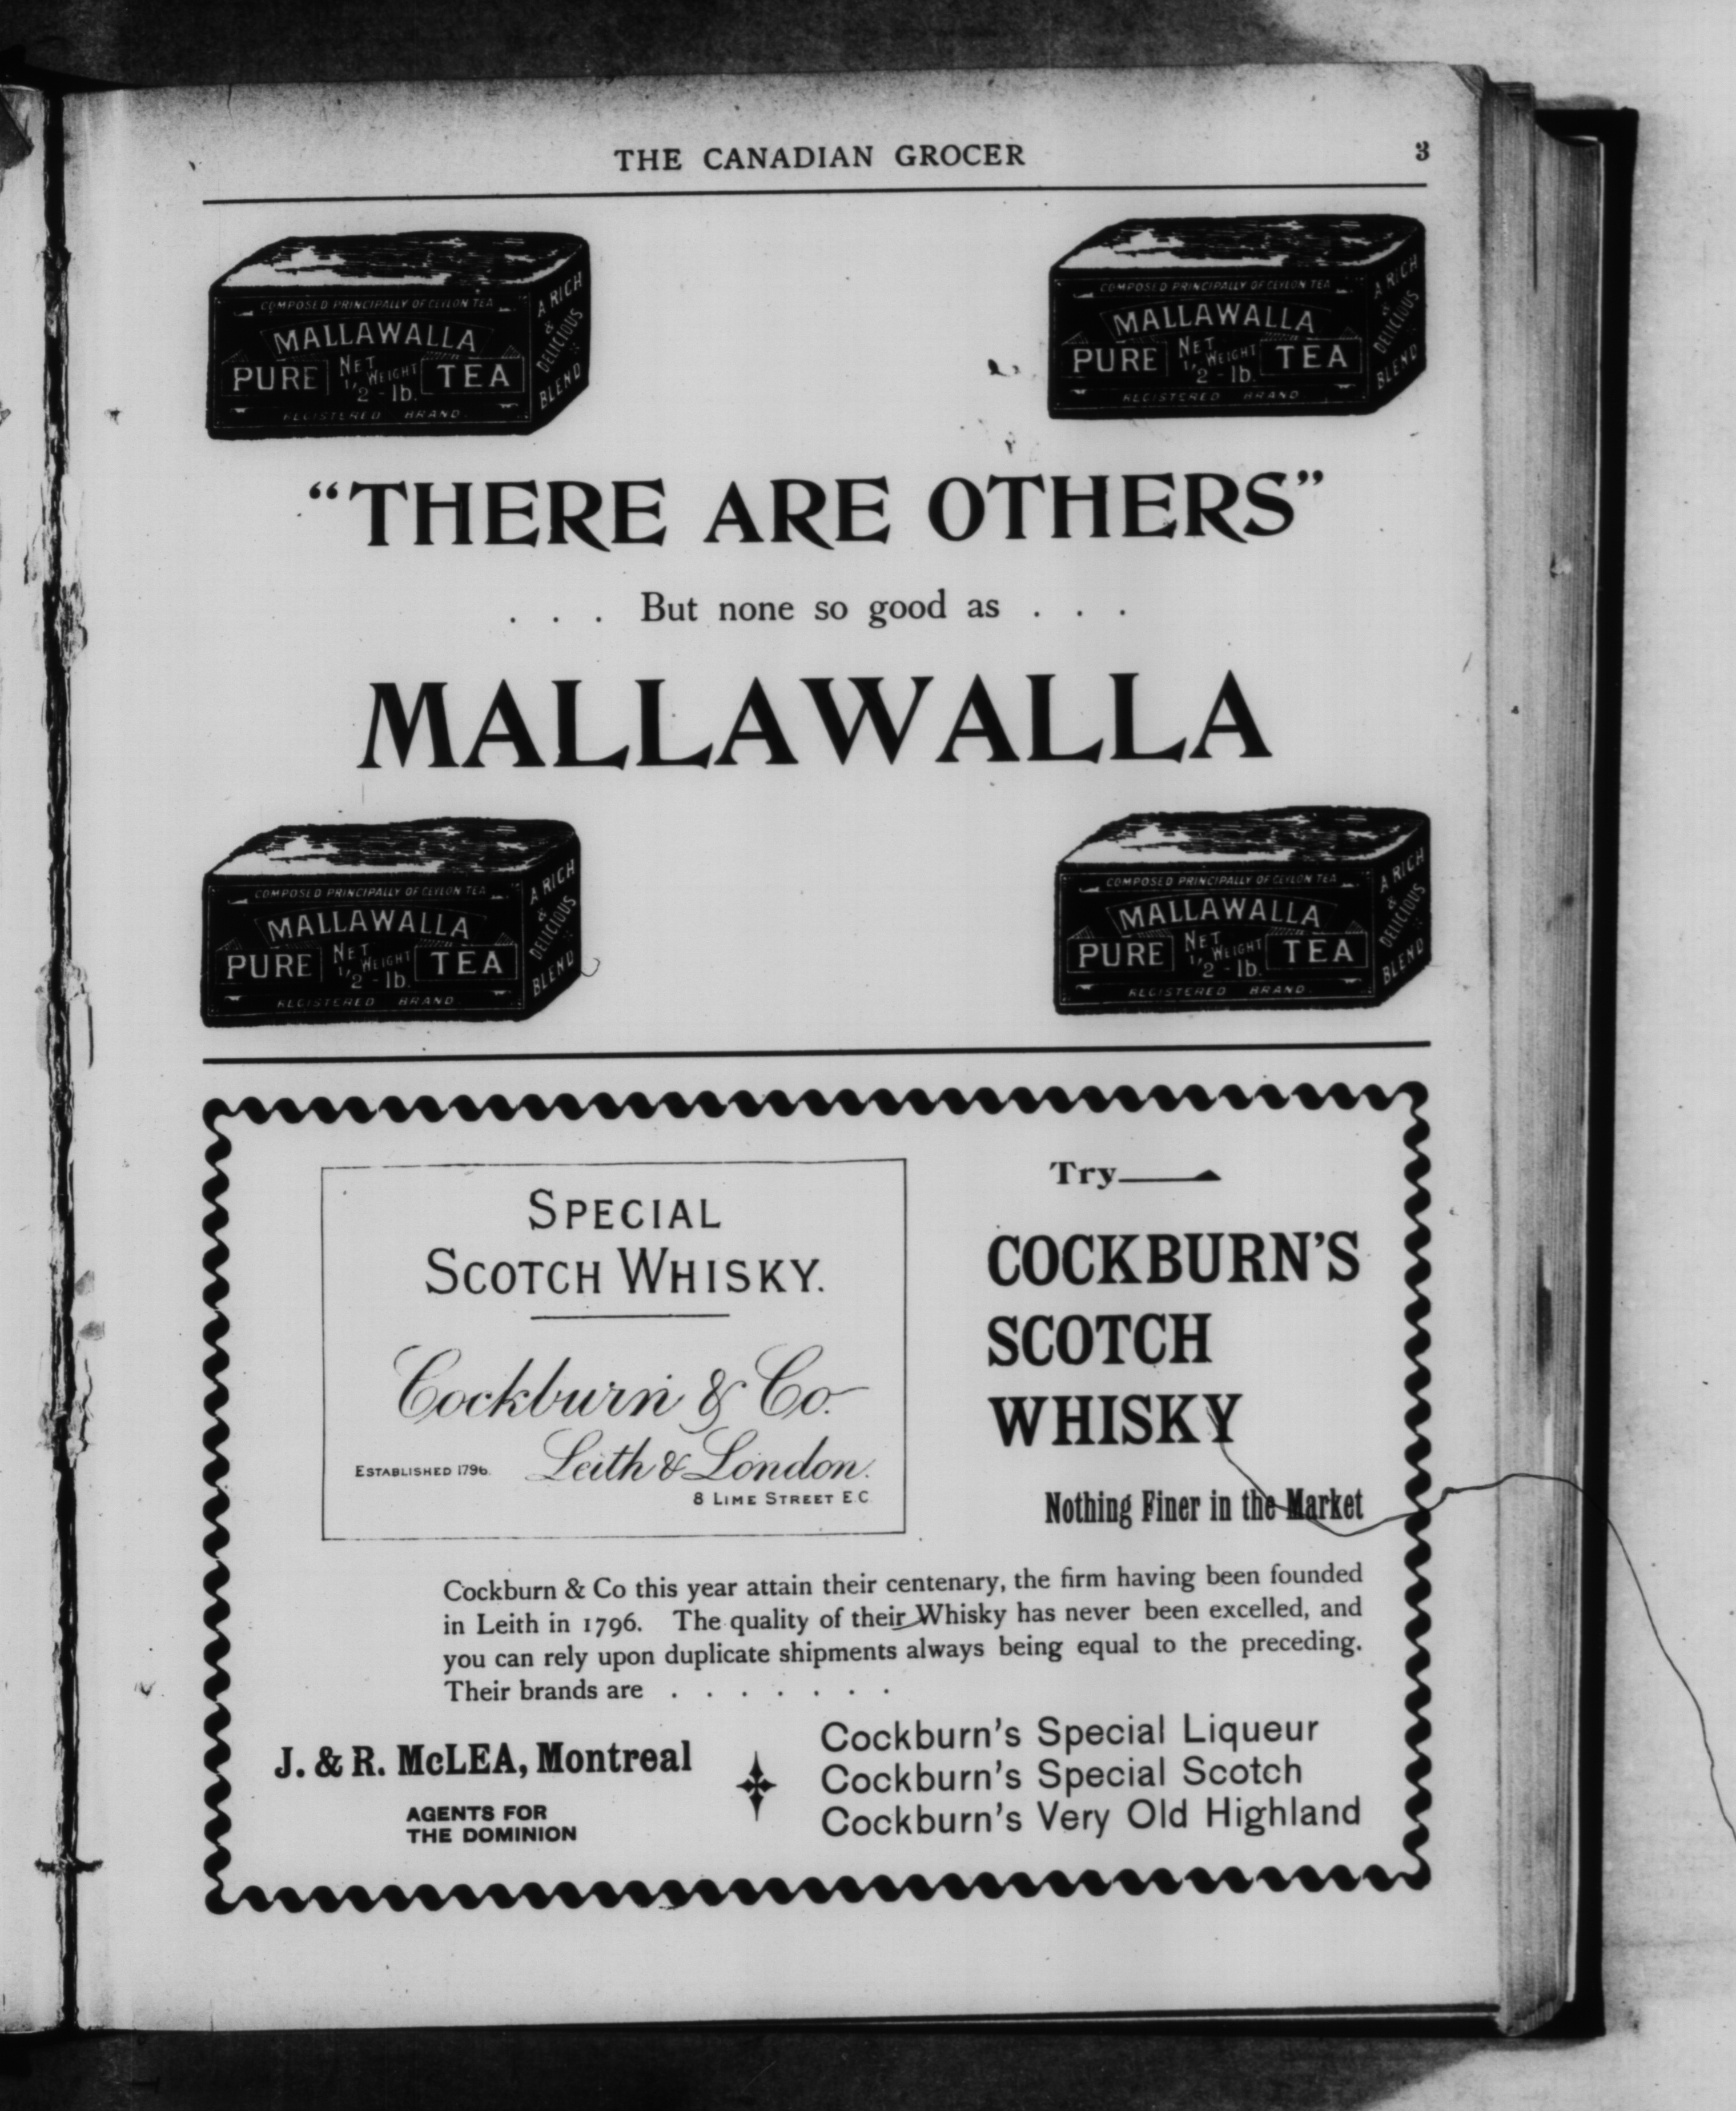 THE CANADIAN GROCER 3
COMPOSED PRINCIPALLY OF CEYLON TEA
MALLAWALLA
PURE NET WEIGHT 1/2 - lb. TEA
REGISTERED BRAND
A RICH & DELICIOUS BLEND
COMPOSED PRINCIPALLY OF CEYLON TEA
MALLAWALLA
PURE NET WEIGHT 1/2 - lb. TEA
REGISTERED BRAND
A RICH & DELICIOUS BLEND
“THERE ARE OTHERS”
. . . But none so good as . . .
MALLAWALLA
COMPOSED PRINCIPALLY OF CEYLON TEA
MALLAWALLA
PURE NET WEIGHT 1/2 - lb. TEA
REGISTERED BRAND
A RICH & DELICIOUS BLEND
COMPOSED PRINCIPALLY OF CEYLON TEA
MALLAWALLA
PURE NET WEIGHT 1/2 - lb. TEA
REGISTERED BRAND
A RICH & DELICIOUS BLEND
SPECIAL
SCOTCH WHISKY.
Cockburn & Co.
Leith & London.
ESTABLISHED 1796.
8 LIME STREET E.C.
Try
COCKBURN'S
SCOTCH
WHISKY
Nothing Finer in the Market
Cockburn & Co this year attain their centenary, the firm having been founded
in Leith in 1796. The quality of their Whisky has never been excelled, and
you can rely upon duplicate shipments always being equal to the preceding.
Their brands are . . . . . . .
J. & R. McLEA, Montreal
AGENTS FOR
THE DOMINION
Cockburn's Special Liqueur
Cockburn's Special Scotch
Cockburn's Very Old Highland